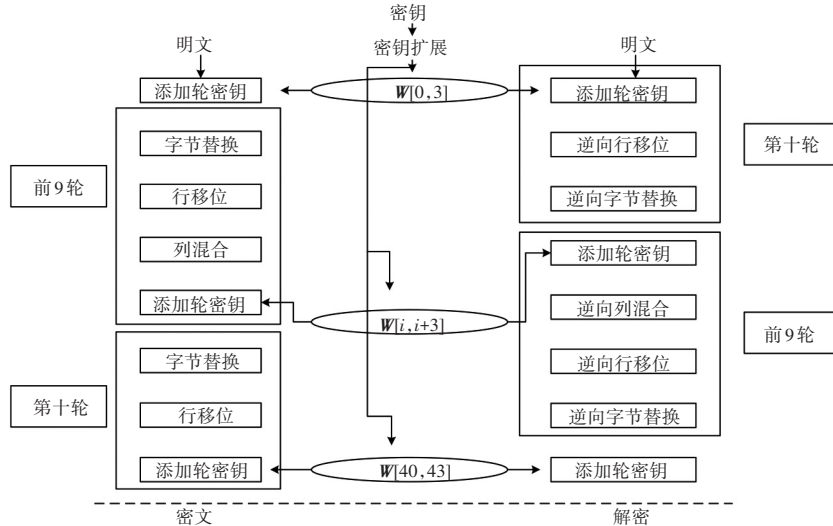 密钥
明文
密钥扩展
明文
添加轮密钥
W[0,3]
添加轮密钥
字节替换
逆向行移位
第十轮
前9轮
行移位
逆向字节替换
列混合
添加轮密钥
添加轮密钥
W[i,i+3]
逆向列混合
前9轮
字节替换
逆向行移位
第十轮
行移位
逆向字节替换
添加轮密钥
W[40,43]
添加轮密钥
密文
解密